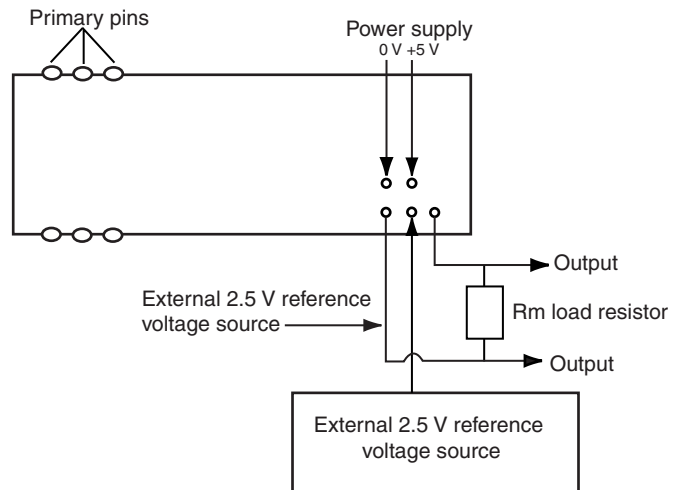 Primary pins
Power supply
0 V +5 V
Output
External 2.5 V reference
voltage source
Rm load resistor
Output
External 2.5 V reference
voltage source